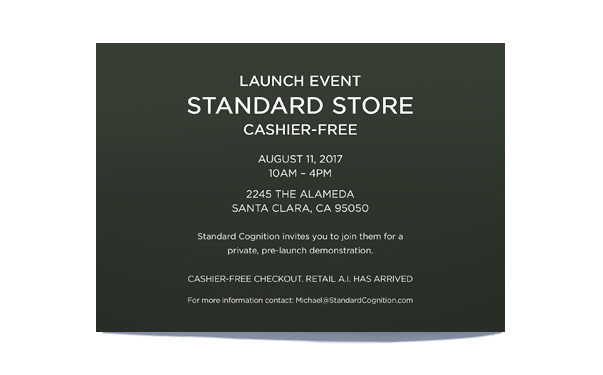 LAUNCH EVENT
STANDARD STORE
CASHIER-FREE
AUGUST 11, 2017
10AM – 4PM
2245 THE ALAMEDA
SANTA CLARA, CA 95050
Standard Cognition invites you to join them for a
private, pre-launch demonstration.
CASHIER-FREE CHECKOUT. RETAIL A.I. HAS ARRIVED
For more information contact: Michael@StandardCognition.com